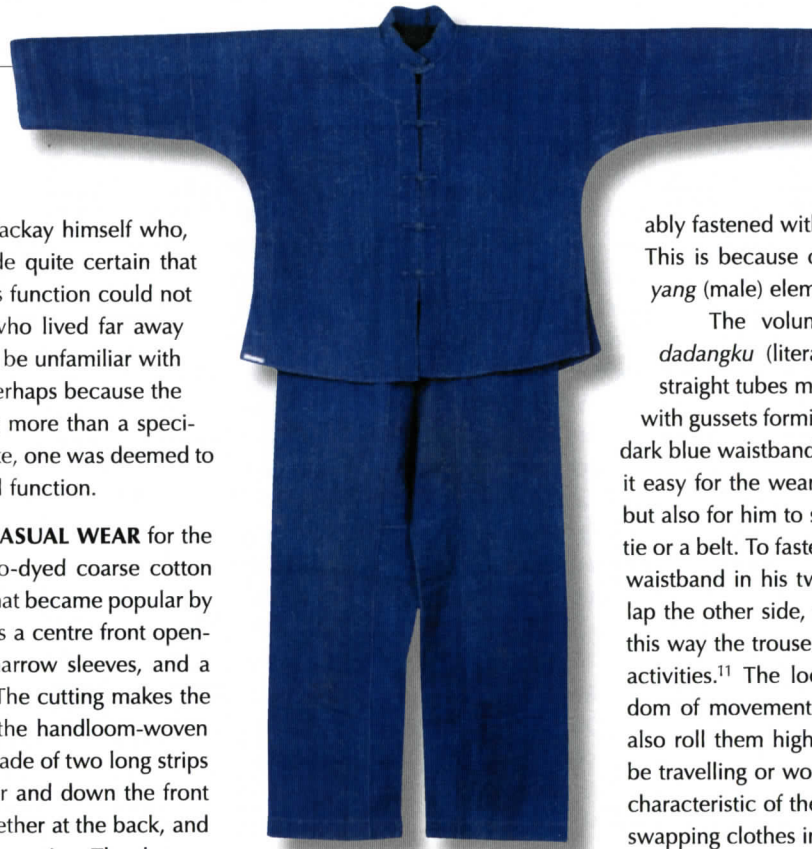 ackay himself who,
de quite certain that
s function could not
who lived far away
be unfamiliar with
erhaps because the
more than a speci-
te, one was deemed to
d function.
ASUAL WEAR for the
o-dyed coarse cotton
hat became popular by
s a centre front open-
arrow sleeves, and a
The cutting makes the
the handloom-woven
ade of two long strips
r and down the front
ether at the back, and
ably fastened with
This is because o
yang (male) elem
The volum
dadangku (litera
straight tubes m
with gussets formi
dark blue waistband
it easy for the wear
but also for him to s
tie or a belt. To faste
waistband in his tw
lap the other side,
this way the trouse
activities.¹¹ The loo
dom of movement
also roll them high
be travelling or wo
characteristic of the
swapping clothes in